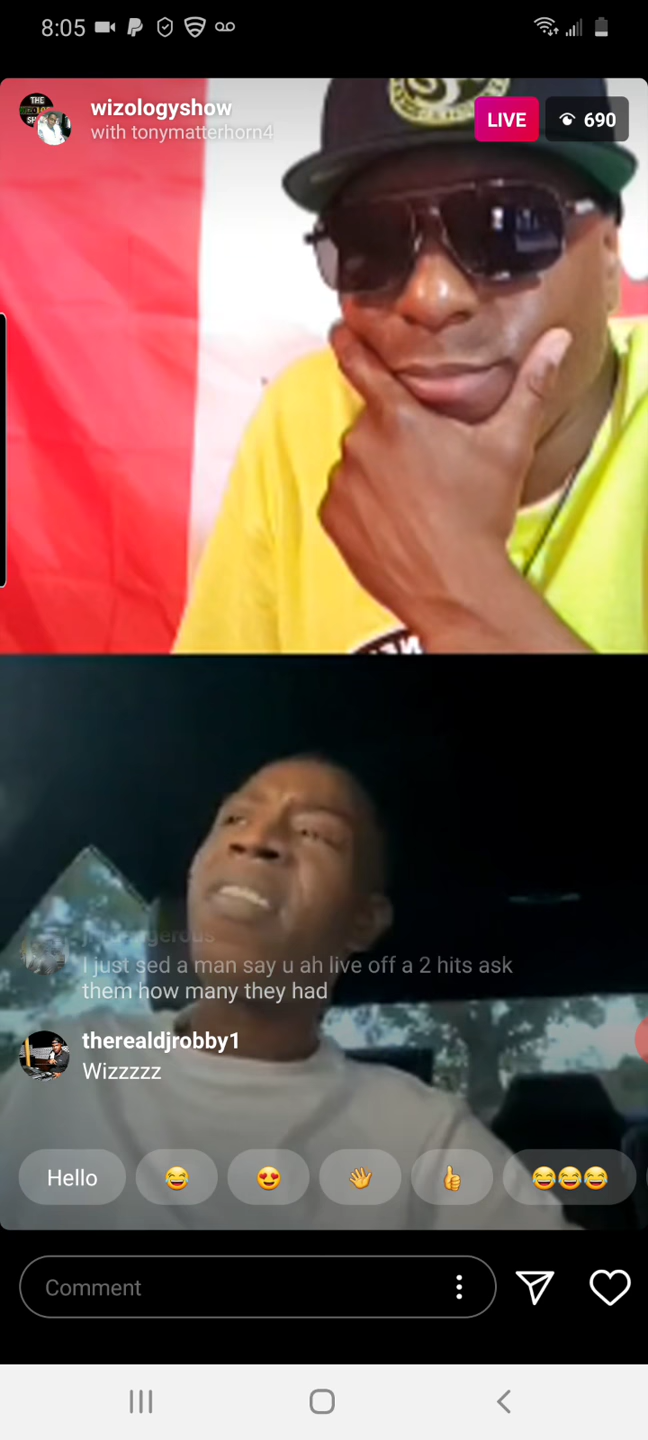 8:05
THE
wizologyshow
with tonymatterhorn4
LIVE
690
I just sed a man say u ah live off a 2 hits ask
them how many they had
therealdjrobby1
Wizzzzz
Hello 😂 😍 👋 👍 😂😂😂
Comment